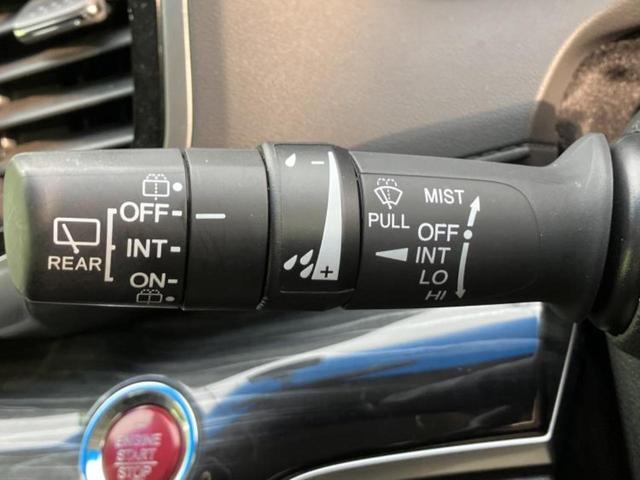 OFF
INT
ON
REAR
-
+
PULL
MIST
OFF
INT
LO
HI
ENGINE
START
STOP